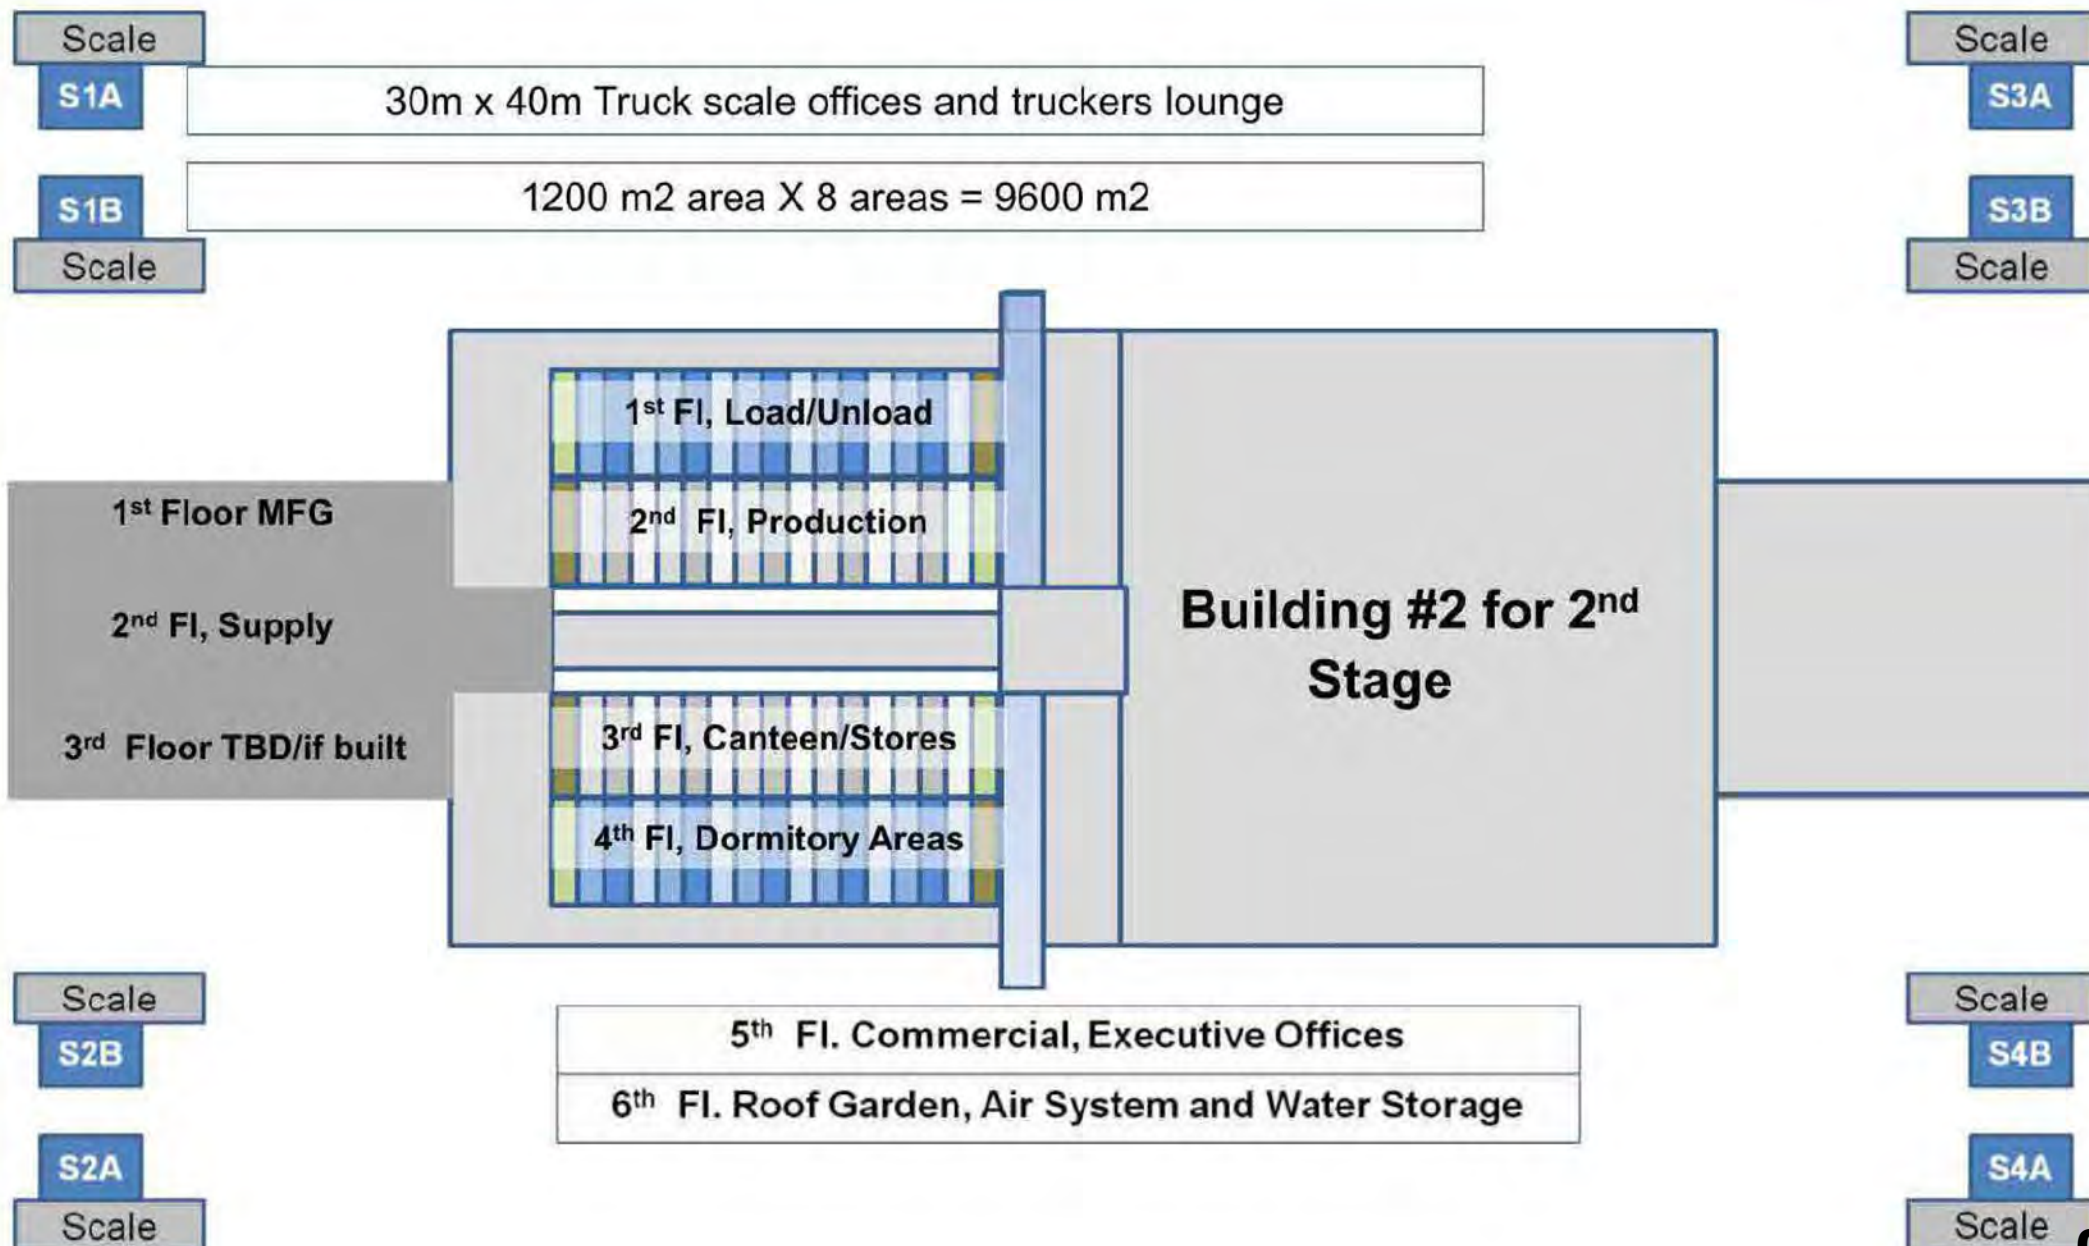 Scale
Scale
S1A
S3A
30m x 40m Truck scale offices and truckers lounge
1200 m2 area X 8 areas = 9600 m2
S1B
S3B
Scale
Scale
1st Fl, Load/Unload
1st Floor MFG
2nd Fl, Production
Building #2 for 2nd
Stage
2nd Fl, Supply
3rd Fl, Canteen/Stores
3rd Floor TBD/if built
4th Fl, Dormitory Areas
Scale
Scale
5th Fl. Commercial, Executive Offices
S2B
S4B
6th Fl. Roof Garden, Air System and Water Storage
S2A
S4A
Scale
Scale